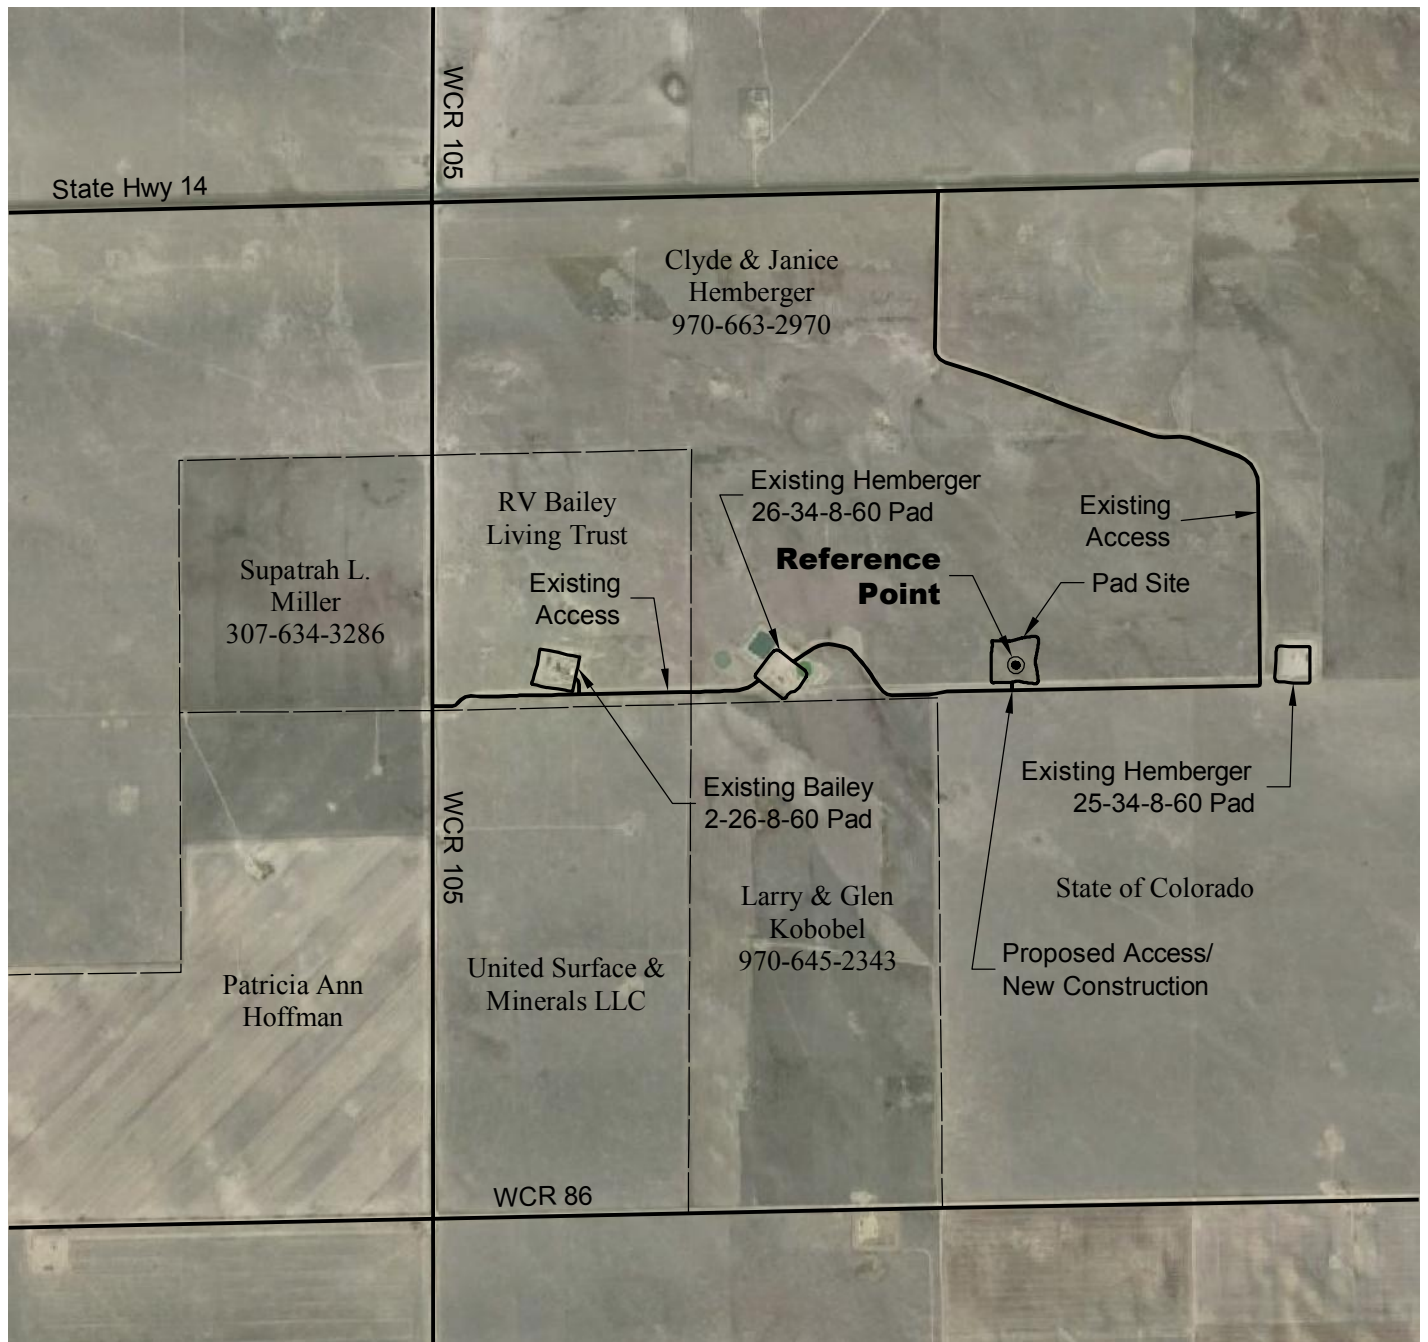 WCR 105
State Hwy 14
Clyde & Janice
Hemberger
970-663-2970
RV Bailey
Living Trust
Existing Hemberger
26-34-8-60 Pad
Existing
Access
Reference
Point
Pad Site
Supatrah L.
Miller
307-634-3286
Existing
Access
Existing Bailey
2-26-8-60 Pad
Existing Hemberger
25-34-8-60 Pad
WCR 105
Larry & Glen
Kobobel
970-645-2343
State of Colorado
Proposed Access/
New Construction
United Surface &
Minerals LLC
Patricia Ann
Hoffman
WCR 86